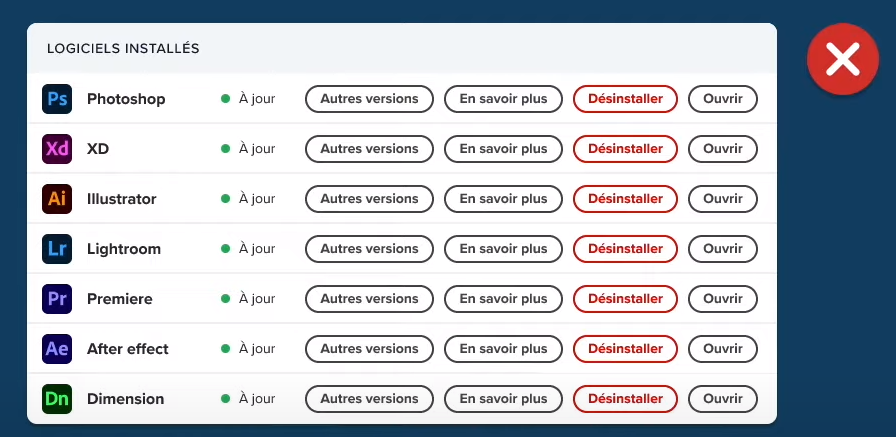 LOGICIELS INSTALLÉS
Ps Photoshop À jour Autres versions En savoir plus Désinstaller Ouvrir
Xd XD À jour Autres versions En savoir plus Désinstaller Ouvrir
Ai Illustrator À jour Autres versions En savoir plus Désinstaller Ouvrir
Lr Lightroom À jour Autres versions En savoir plus Désinstaller Ouvrir
Pr Premiere À jour Autres versions En savoir plus Désinstaller Ouvrir
Ae After effect À jour Autres versions En savoir plus Désinstaller Ouvrir
Dn Dimension À jour Autres versions En savoir plus Désinstaller Ouvrir